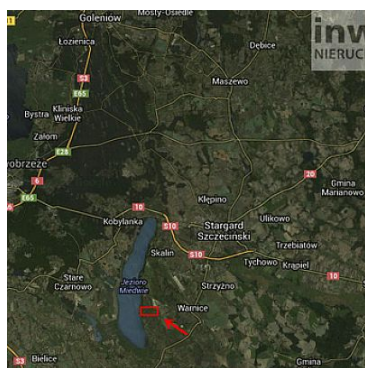 Mosty-Osiedle
Goleniów
Łozienica
Dębice
inw
NIERUC
S3
E65
Maszewo
Bystra
Kliniska
Wielkie
Załom
E28
20
Gmina
Marianowo
6
E65
Klępino
10
Kobylanka
S10
Stargard
Szczeciński
Ulikowo
Trzebiatów
Skalin
S10
Tychowo
Krąpiel
10
Stare
Czarnowo
Jezioro
Miedwie
Strzyżno
Warnice
S3
Bielice
Gmina